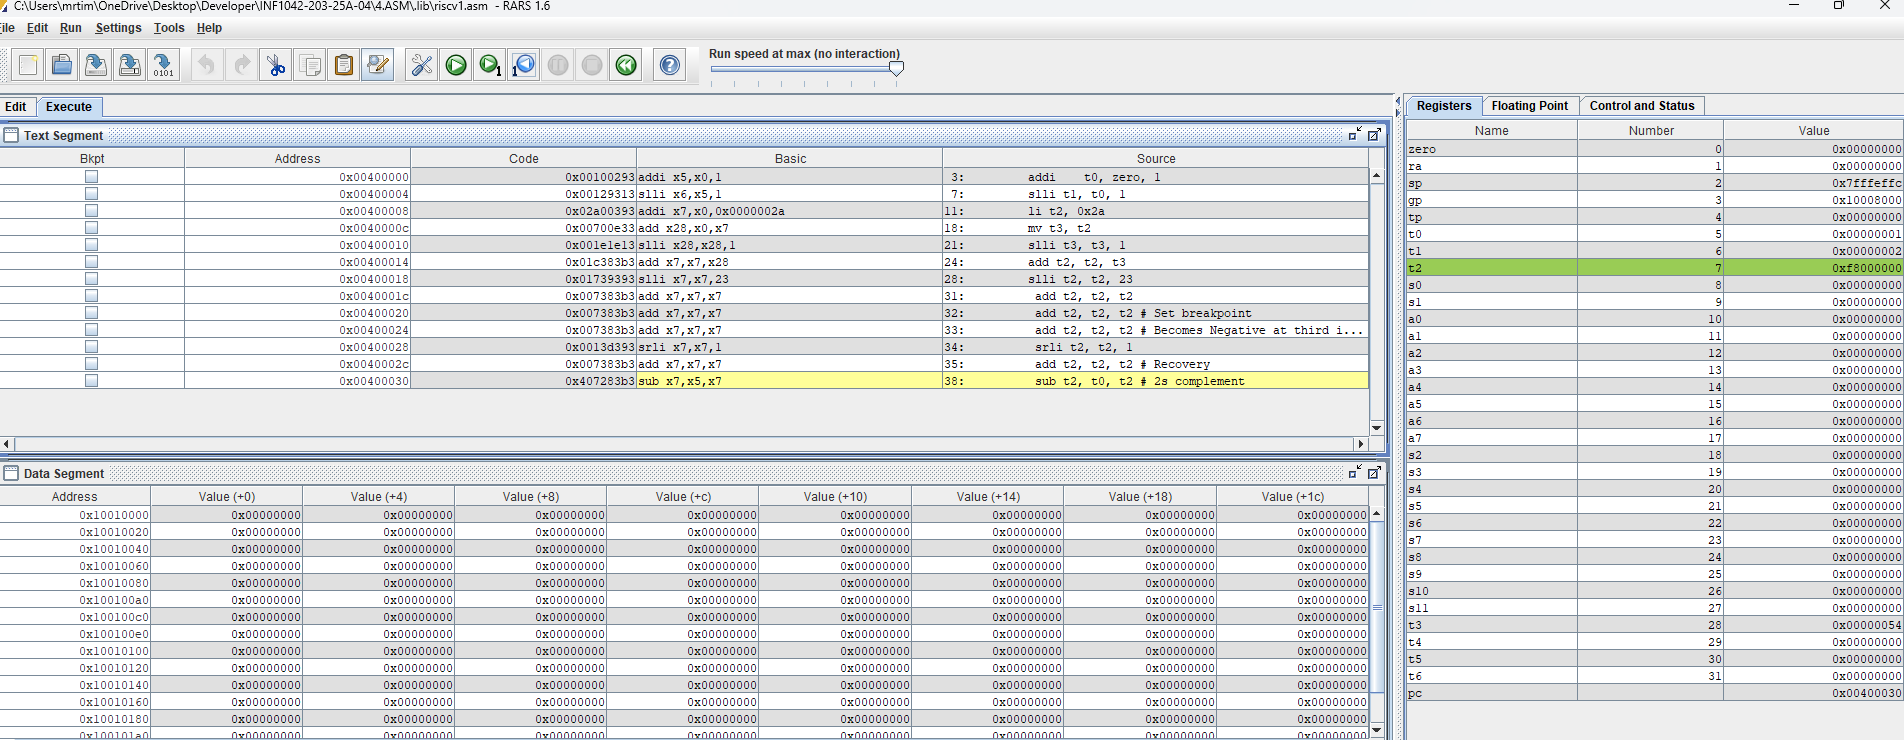 C:\Users\mrtim\OneDrive\Desktop\Developer\INF1042-203-25A-04\4.ASM\.lib\riscv1.asm - RARS 1.6
ile Edit Run Settings Tools Help
Run speed at max (no interaction)
Edit Execute
Text Segment
Bkpt Address Code Basic Source
0x00400000 0x00100293 addi x5,x0,1 3: addi t0, zero, 1
0x00400004 0x00129313 slli x6,x5,1 7: slli t1, t0, 1
0x00400008 0x02a00393 addi x7,x0,0x0000002a 11: li t2, 0x2a
0x0040000c 0x00700e33 add x28,x0,x7 18: mv t3, t2
0x00400010 0x001e1e13 slli x28,x28,1 21: slli t3, t3, 1
0x00400014 0x01c383b3 add x7,x7,x28 24: add t2, t2, t3
0x00400018 0x01739393 slli x7,x7,23 28: slli t2, t2, 23
0x0040001c 0x007383b3 add x7,x7,x7 31: add t2, t2, t2
0x00400020 0x007383b3 add x7,x7,x7 32: add t2, t2, t2 # Set breakpoint
0x00400024 0x007383b3 add x7,x7,x7 33: add t2, t2, t2 # Becomes Negative at third i...
0x00400028 0x0013d393 srli x7,x7,1 34: srli t2, t2, 1
0x0040002c 0x007383b3 add x7,x7,x7 35: add t2, t2, t2 # Recovery
0x00400030 0x407283b3 sub x7,x5,x7 38: sub t2, t0, t2 # 2s complement
Data Segment
Address Value (+0) Value (+4) Value (+8) Value (+c) Value (+10) Value (+14) Value (+18) Value (+1c)
0x10010000 0x00000000 0x00000000 0x00000000 0x00000000 0x00000000 0x00000000 0x00000000 0x00000000
0x10010020 0x00000000 0x00000000 0x00000000 0x00000000 0x00000000 0x00000000 0x00000000 0x00000000
0x10010040 0x00000000 0x00000000 0x00000000 0x00000000 0x00000000 0x00000000 0x00000000 0x00000000
0x10010060 0x00000000 0x00000000 0x00000000 0x00000000 0x00000000 0x00000000 0x00000000 0x00000000
0x10010080 0x00000000 0x00000000 0x00000000 0x00000000 0x00000000 0x00000000 0x00000000 0x00000000
0x100100a0 0x00000000 0x00000000 0x00000000 0x00000000 0x00000000 0x00000000 0x00000000 0x00000000
0x100100c0 0x00000000 0x00000000 0x00000000 0x00000000 0x00000000 0x00000000 0x00000000 0x00000000
0x100100e0 0x00000000 0x00000000 0x00000000 0x00000000 0x00000000 0x00000000 0x00000000 0x00000000
0x10010100 0x00000000 0x00000000 0x00000000 0x00000000 0x00000000 0x00000000 0x00000000 0x00000000
0x10010120 0x00000000 0x00000000 0x00000000 0x00000000 0x00000000 0x00000000 0x00000000 0x00000000
0x10010140 0x00000000 0x00000000 0x00000000 0x00000000 0x00000000 0x00000000 0x00000000 0x00000000
0x10010160 0x00000000 0x00000000 0x00000000 0x00000000 0x00000000 0x00000000 0x00000000 0x00000000
0x10010180 0x00000000 0x00000000 0x00000000 0x00000000 0x00000000 0x00000000 0x00000000 0x00000000
0x100101a0 0x00000000 0x00000000 0x00000000 0x00000000 0x00000000 0x00000000 0x00000000 0x00000000
Registers Floating Point Control and Status
Name Number Value
zero 0 0x00000000
ra 1 0x00000000
sp 2 0x7fffeffc
gp 3 0x10008000
tp 4 0x00000000
t0 5 0x00000001
t1 6 0x00000002
t2 7 0xf8000000
s0 8 0x00000000
s1 9 0x00000000
a0 10 0x00000000
a1 11 0x00000000
a2 12 0x00000000
a3 13 0x00000000
a4 14 0x00000000
a5 15 0x00000000
a6 16 0x00000000
a7 17 0x00000000
s2 18 0x00000000
s3 19 0x00000000
s4 20 0x00000000
s5 21 0x00000000
s6 22 0x00000000
s7 23 0x00000000
s8 24 0x00000000
s9 25 0x00000000
s10 26 0x00000000
s11 27 0x00000000
t3 28 0x00000054
t4 29 0x00000000
t5 30 0x00000000
t6 31 0x00000000
pc 0x00400030